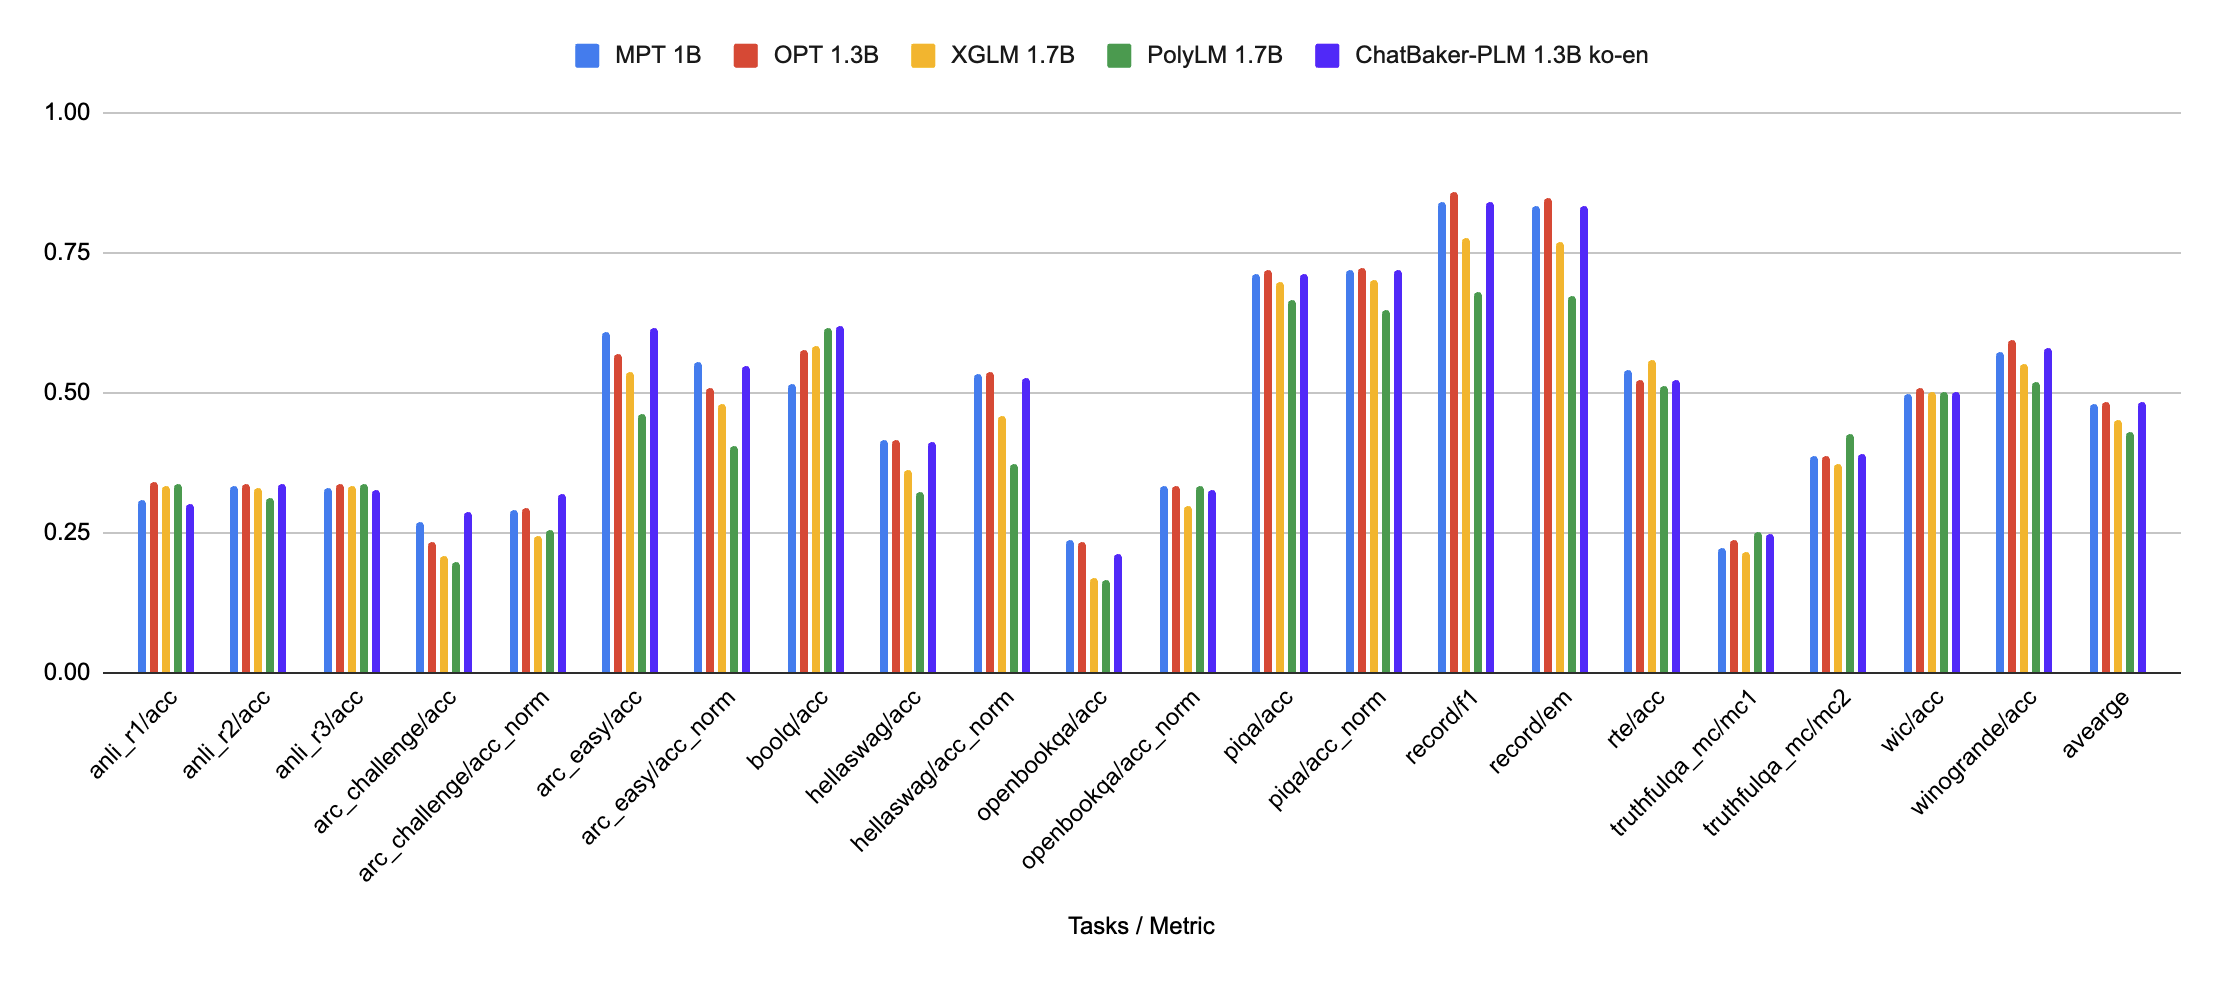 MPT 1B OPT 1.3B XGLM 1.7B PolyLM 1.7B ChatBaker-PLM 1.3B ko-en
1.00
0.75
0.50
0.25
0.00
anli_r1/acc
anli_r2/acc
anli_r3/acc
arc_challenge/acc
arc_challenge/acc_norm
arc_easy/acc
arc_easy/acc_norm
boolq/acc
hellaswag/acc
hellaswag/acc_norm
openbookqa/acc
openbookqa/acc_norm
piqa/acc
piqa/acc_norm
record/f1
record/em
rte/acc
truthfulqa_mc/mc1
truthfulqa_mc/mc2
wic/acc
winogrande/acc
avearge
Tasks / Metric